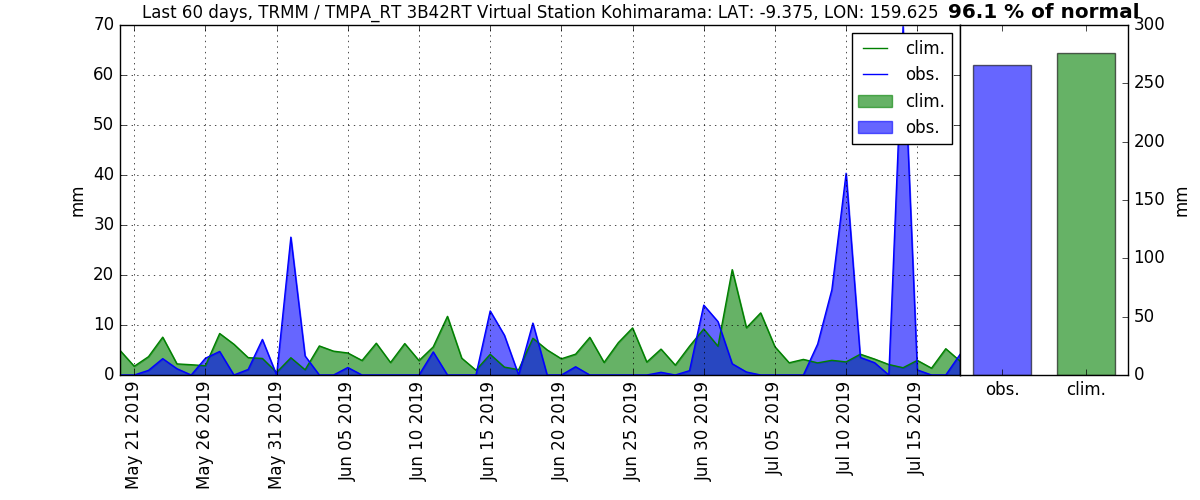 Last 60 days, TRMM / TMPA_RT 3B42RT Virtual Station Kohimarama: LAT: -9.375, LON: 159.625 96.1 % of normal
70
60
50
40
30
20
10
0
mm
clim.
obs.
clim.
obs.
May 21 2019
May 26 2019
May 31 2019
Jun 05 2019
Jun 10 2019
Jun 15 2019
Jun 20 2019
Jun 25 2019
Jun 30 2019
Jul 05 2019
Jul 10 2019
Jul 15 2019
300
250
200
150
100
50
0
mm
obs. clim.